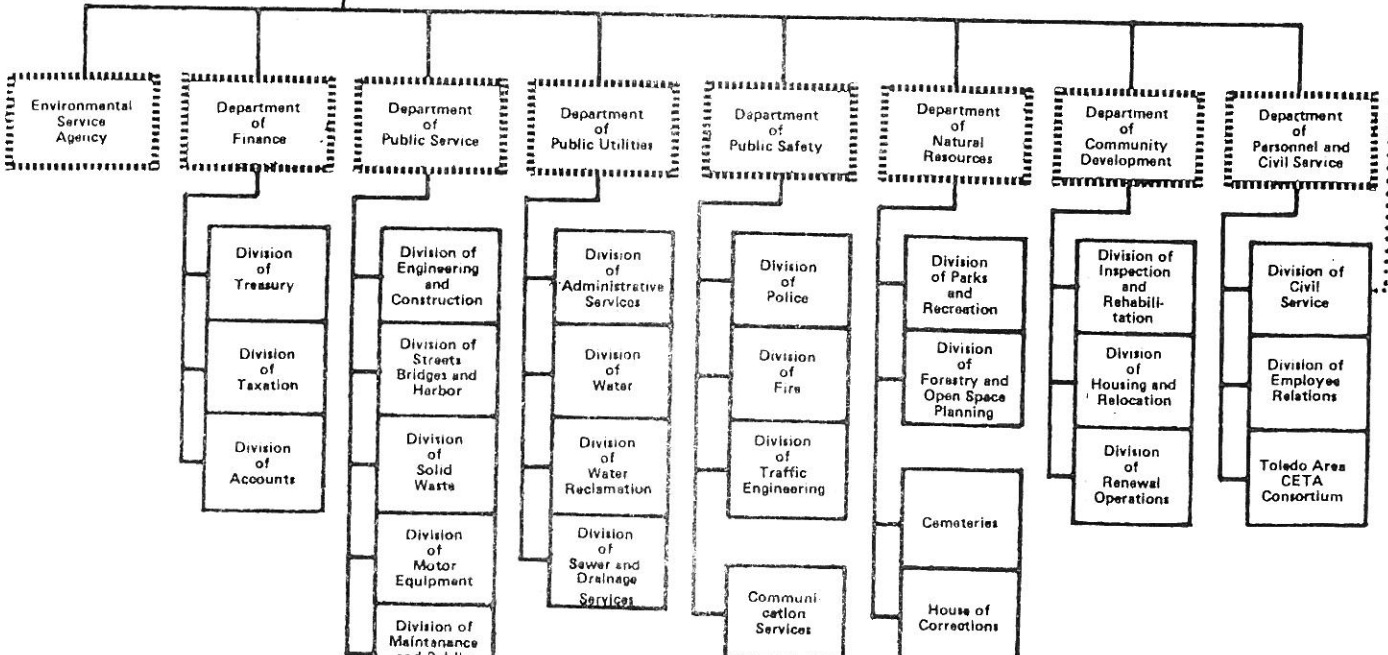 Environmental
Service
Agency
Department
of
Finance
Department
of
Public Service
Department
of
Public Utilities
Department
of
Public Safety
Department
of
Natural
Resources
Department
of
Community
Development
Department
of
Personnel and
Civil Service
Division
of
Treasury
Division
of
Taxation
Division
of
Accounts
Division of
Engineering
and
Construction
Division of
Streets
Bridges and
Harbor
Division
of
Solid
Waste
Division
of
Motor
Equipment
Division of
Maintenance
Division
of
Administrative
Services
Division
of
Water
Division
of
Water
Reclamation
Division
of
Sewer and
Drainage
Services
Division
of
Police
Division
of
Fire
Division
of
Traffic
Engineering
Communi-
cation
Services
Division
of Parks
and
Recreation
Division
of
Forestry and
Open Space
Planning
Cemeteries
House of
Corrections
Division of
Inspection
and
Rehabili-
tation
Division
of
Housing and
Relocation
Division
of
Renewal
Operations
Division of
Civil
Service
Division of
Employee
Relations
Toledo Area
CETA
Consortium